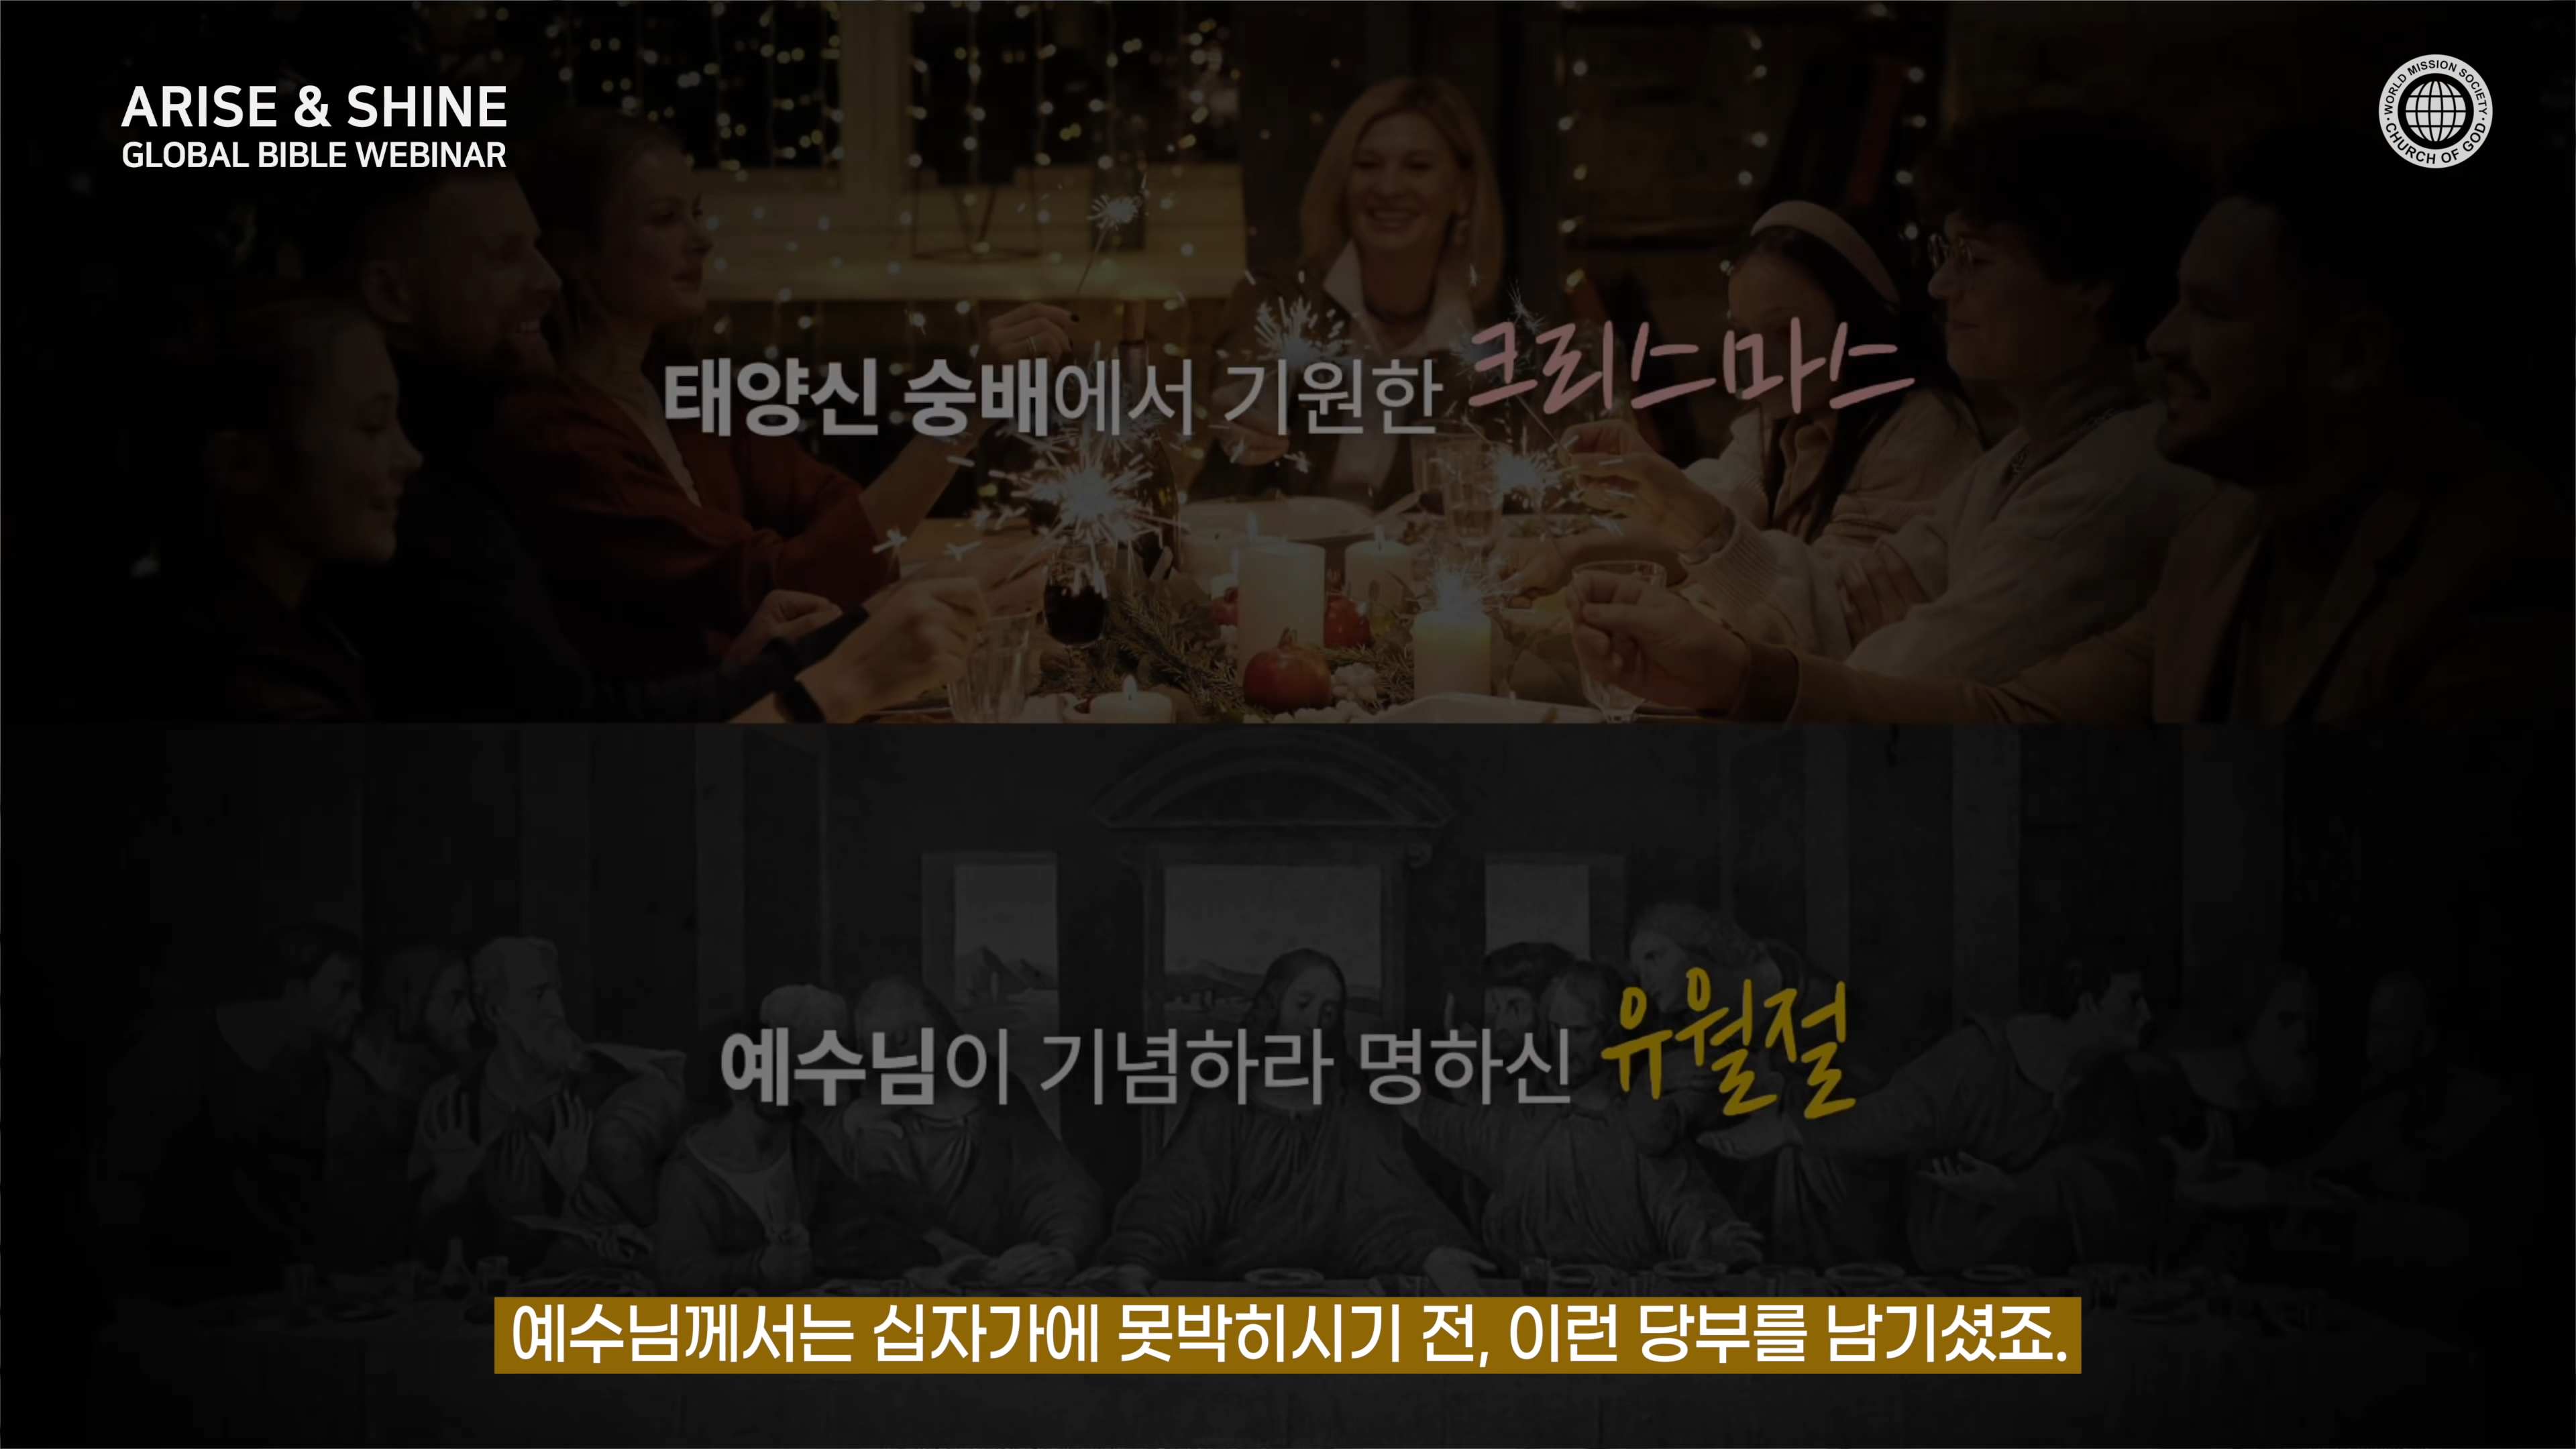 ARISE & SHINE
GLOBAL BIBLE WEBINAR
WORLD MISSION SOCIETY
CHURCH OF GOD
태양신 숭배에서 기원한 크리스마스
예수님이 기념하라 명하신 유월절
예수님께서는 십자가에 못박히시기 전, 이런 당부를 남기셨죠.